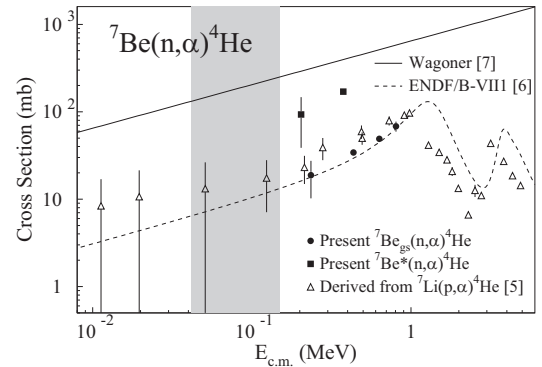 ⁷Be(n,α)⁴He
Cross Section (mb)
10³
10²
10
1
Wagoner [7]
ENDF/B-VII1 [6]
Present ⁷Be_gs(n,α)⁴He
Present ⁷Be*(n,α)⁴He
Derived from ⁷Li(p,α)⁴He [5]
10⁻²
10⁻¹
1
E_c.m. (MeV)